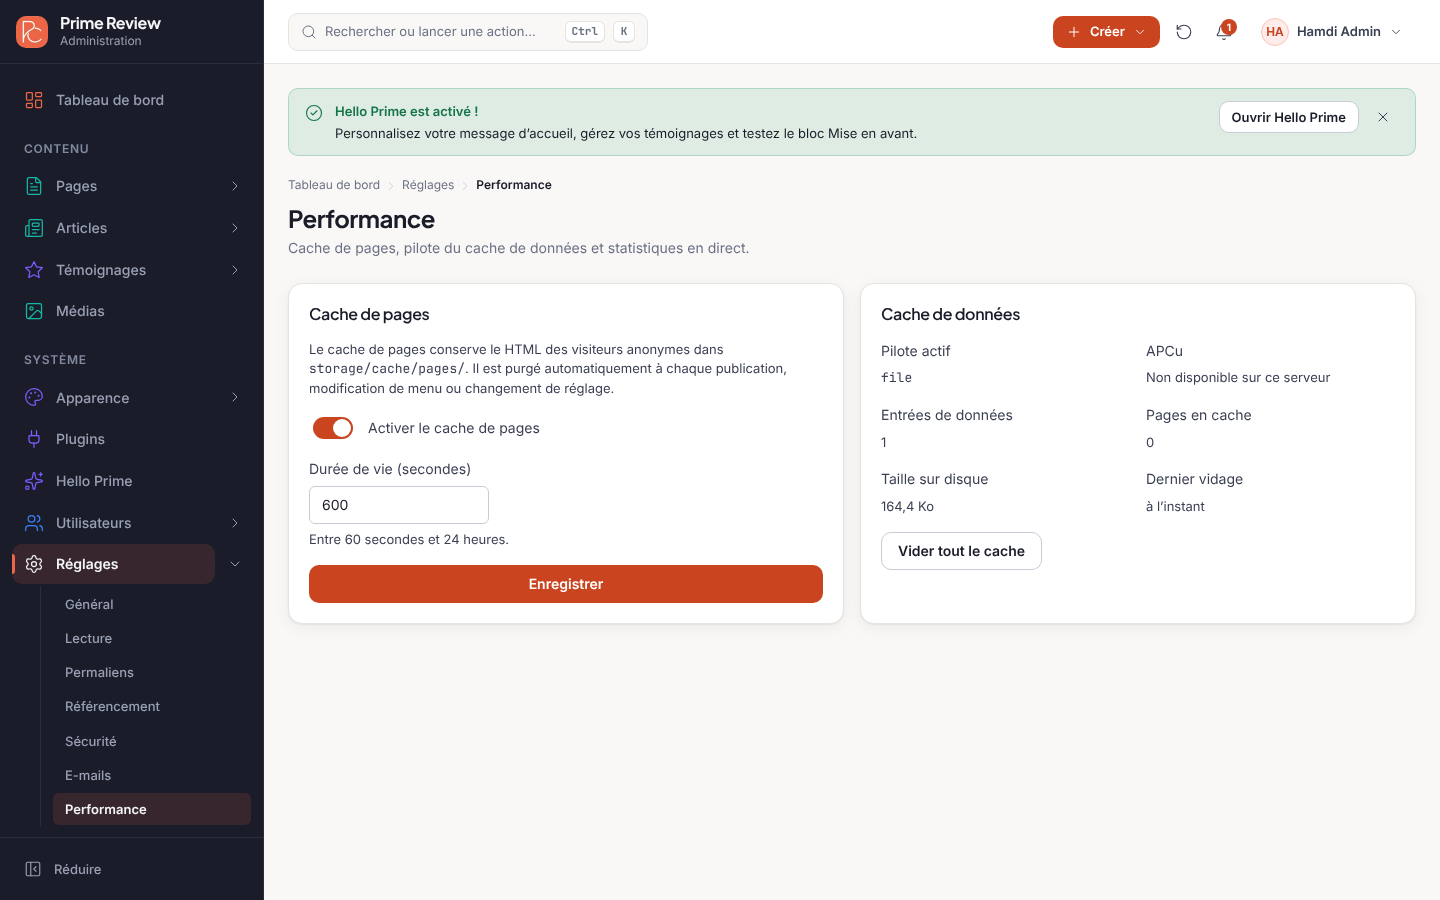 Prime Review
Administration
Rechercher ou lancer une action...
Ctrl K
Créer
1
HA
Hamdi Admin
Tableau de bord
CONTENU
Pages
Articles
Témoignages
Médias
SYSTÈME
Apparence
Plugins
Hello Prime
Utilisateurs
Réglages
Général
Lecture
Permaliens
Référencement
Sécurité
E-mails
Performance
Réduire
Hello Prime est activé !
Personnalisez votre message d’accueil, gérez vos témoignages et testez le bloc Mise en avant.
Ouvrir Hello Prime
Tableau de bord Réglages Performance
Performance
Cache de pages, pilote du cache de données et statistiques en direct.
Cache de pages
Le cache de pages conserve le HTML des visiteurs anonymes dans
storage/cache/pages/. Il est purgé automatiquement à chaque publication,
modification de menu ou changement de réglage.
Activer le cache de pages
Durée de vie (secondes)
600
Entre 60 secondes et 24 heures.
Enregistrer
Cache de données
Pilote actif
file
APCu
Non disponible sur ce serveur
Entrées de données
1
Pages en cache
0
Taille sur disque
164,4 Ko
Dernier vidage
à l’instant
Vider tout le cache